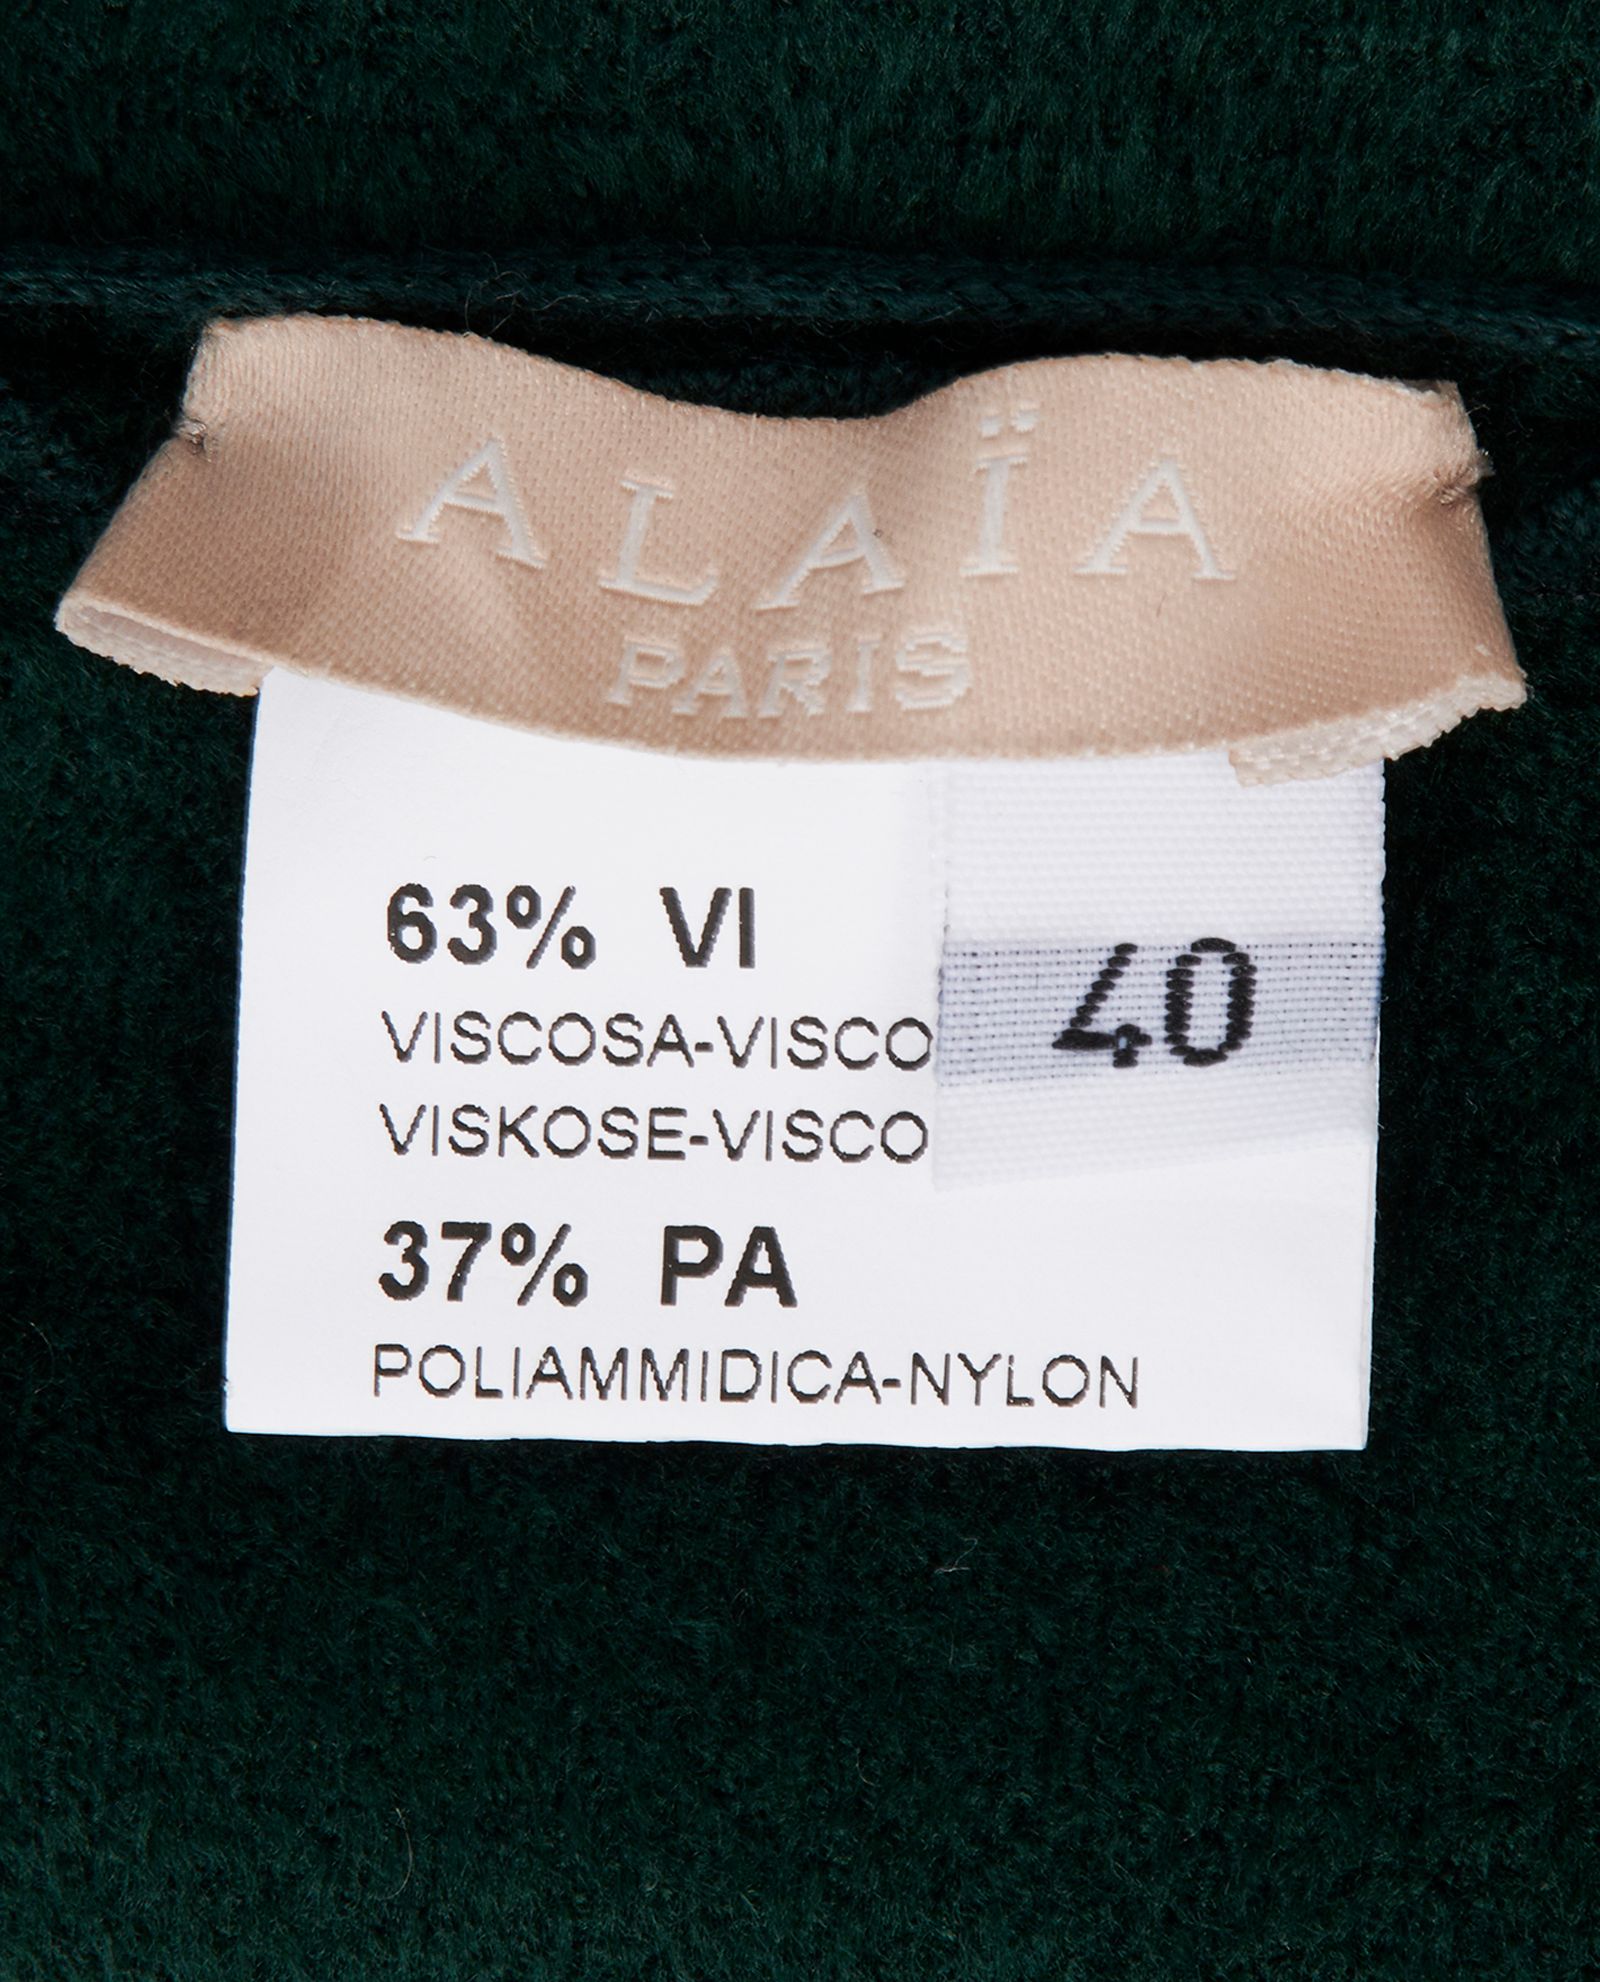 ALAÏA
PARIS
63% VI
VISCOSA-VISCO
VISKOSE-VISCO
40
37% PA
POLIAMMIDICA-NYLON